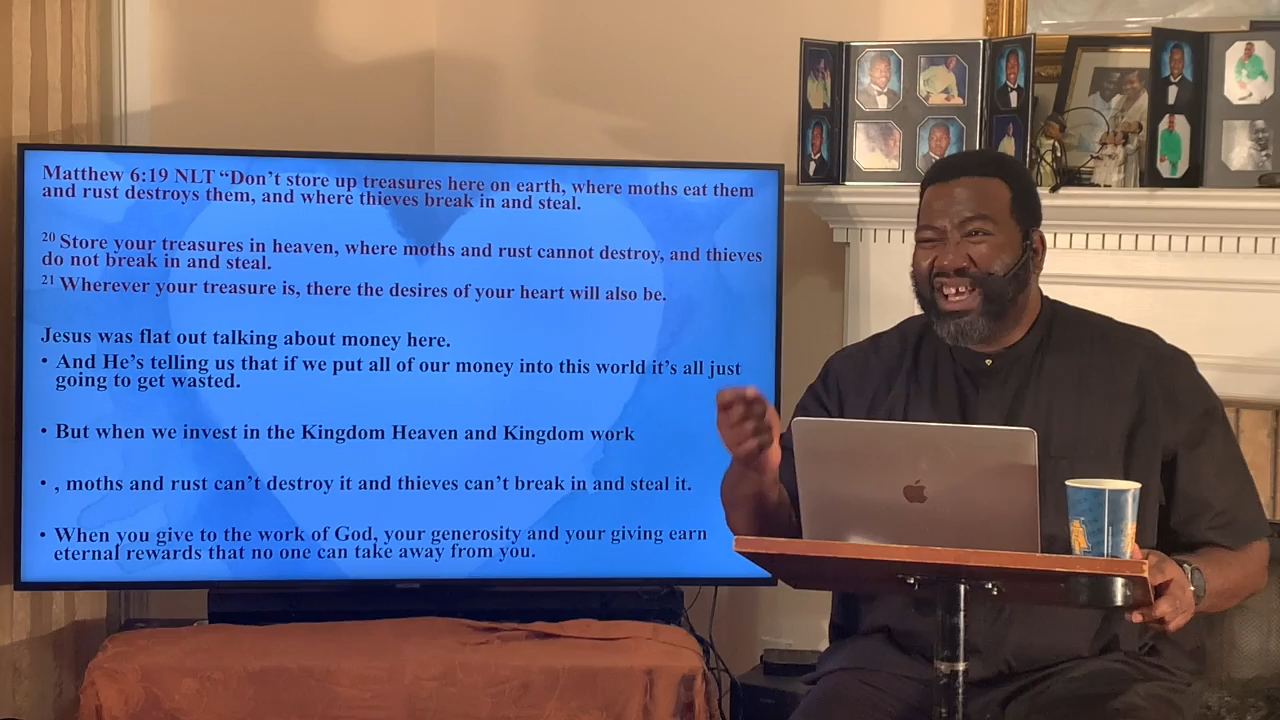 Matthew 6:19 NLT “Don’t store up treasures here on earth, where moths eat them
and rust destroys them, and where thieves break in and steal.
20 Store your treasures in heaven, where moths and rust cannot destroy, and thieves
do not break in and steal.
21 Wherever your treasure is, there the desires of your heart will also be.
Jesus was flat out talking about money here.
• And He’s telling us that if we put all of our money into this world it’s all just
going to get wasted.
• But when we invest in the Kingdom Heaven and Kingdom work
• , moths and rust can’t destroy it and thieves can’t break in and steal it.
• When you give to the work of God, your generosity and your giving earn
eternal rewards that no one can take away from you.